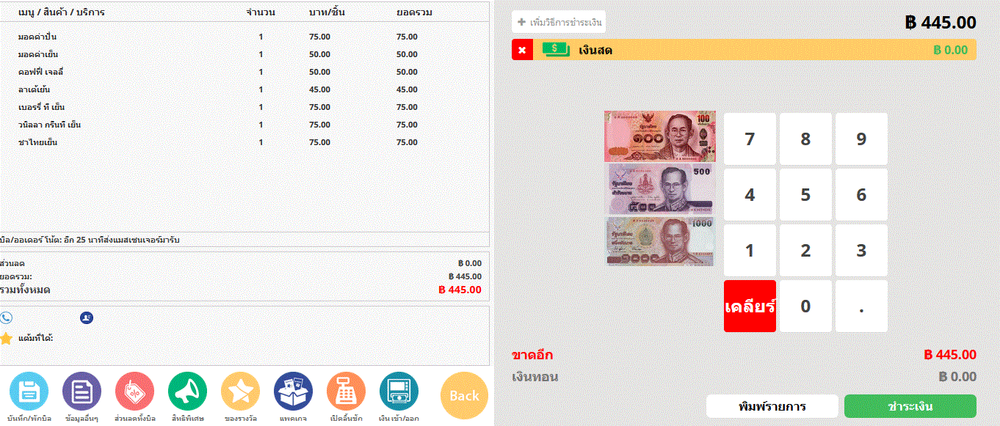 เมนู / สินค้า / บริการ จำนวน บาท/ชิ้น ยอดรวม
มอคค่าปั่น 1 75.00 75.00
มอคค่าเย็น 1 50.00 50.00
คอฟฟี่ เจลลี่ 1 50.00 50.00
ลาเต้เย้น 1 45.00 45.00
เบอรรี่ ที เย็น 1 75.00 75.00
วนิลลา กรีนที เย็น 1 75.00 75.00
ชาไทยเย็น 1 75.00 75.00
บิล/ออเดอร์ โน้ต: อีก 25 นาทีส่งแมสเซนเจอร์มารับ
ส่วนลด ฿ 0.00
ยอดรวม: ฿ 445.00
รวมทั้งหมด ฿ 445.00
แต้มที่ได้:
บันทึก/พักบิล ข้อมูลอื่นๆ ส่วนลดทั้งบิล สิทธิพิเศษ ของรางวัล แพคเกจ เปิดลิ้นชัก เงิน เข้า/ออก
Back
+ เพิ่มวิธีการชำระเงิน ฿ 445.00
เงินสด ฿ 0.00
100
๑๐๐
500
๕๐๐
1000
๑๐๐๐
7 8 9
4 5 6
1 2 3
เคลียร์ 0 .
ขาดอีก ฿ 445.00
เงินทอน ฿ 0.00
พิมพ์รายการ ชำระเงิน